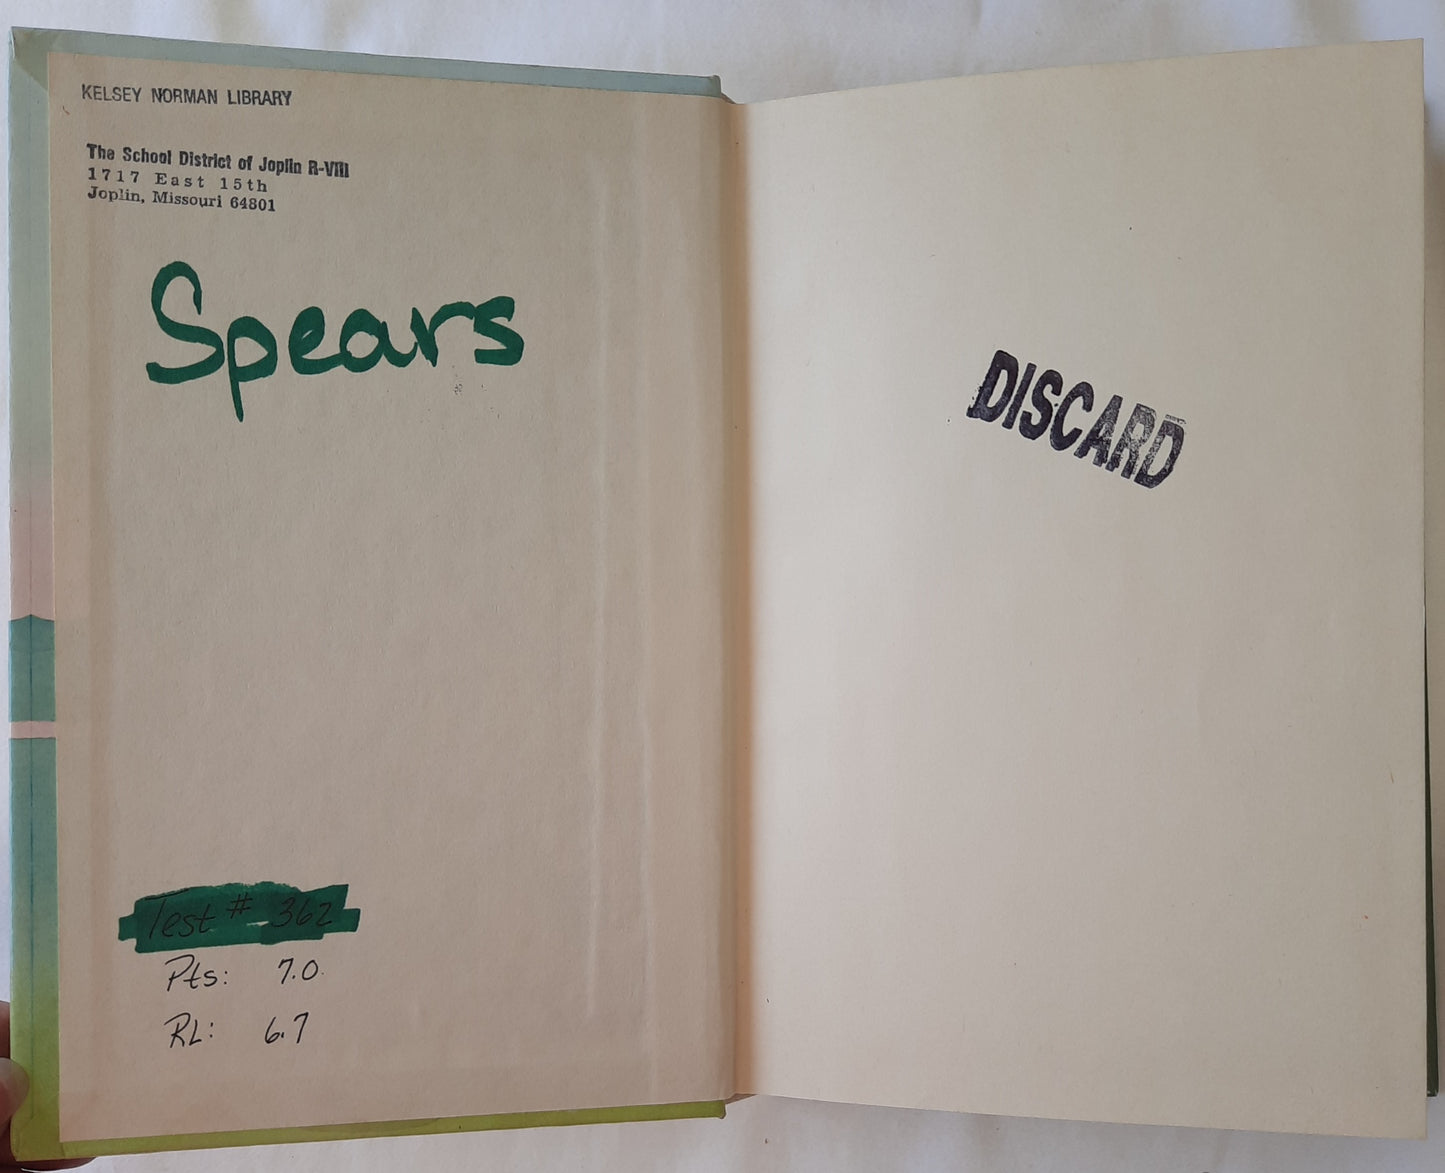 KELSEY NORMAN LIBRARY
The School District of Joplin R-VIII
1717 East 15th
Joplin, Missouri 64801
Spears
Test # 362
Pts: 7.0
RL: 6.7
DISCARD